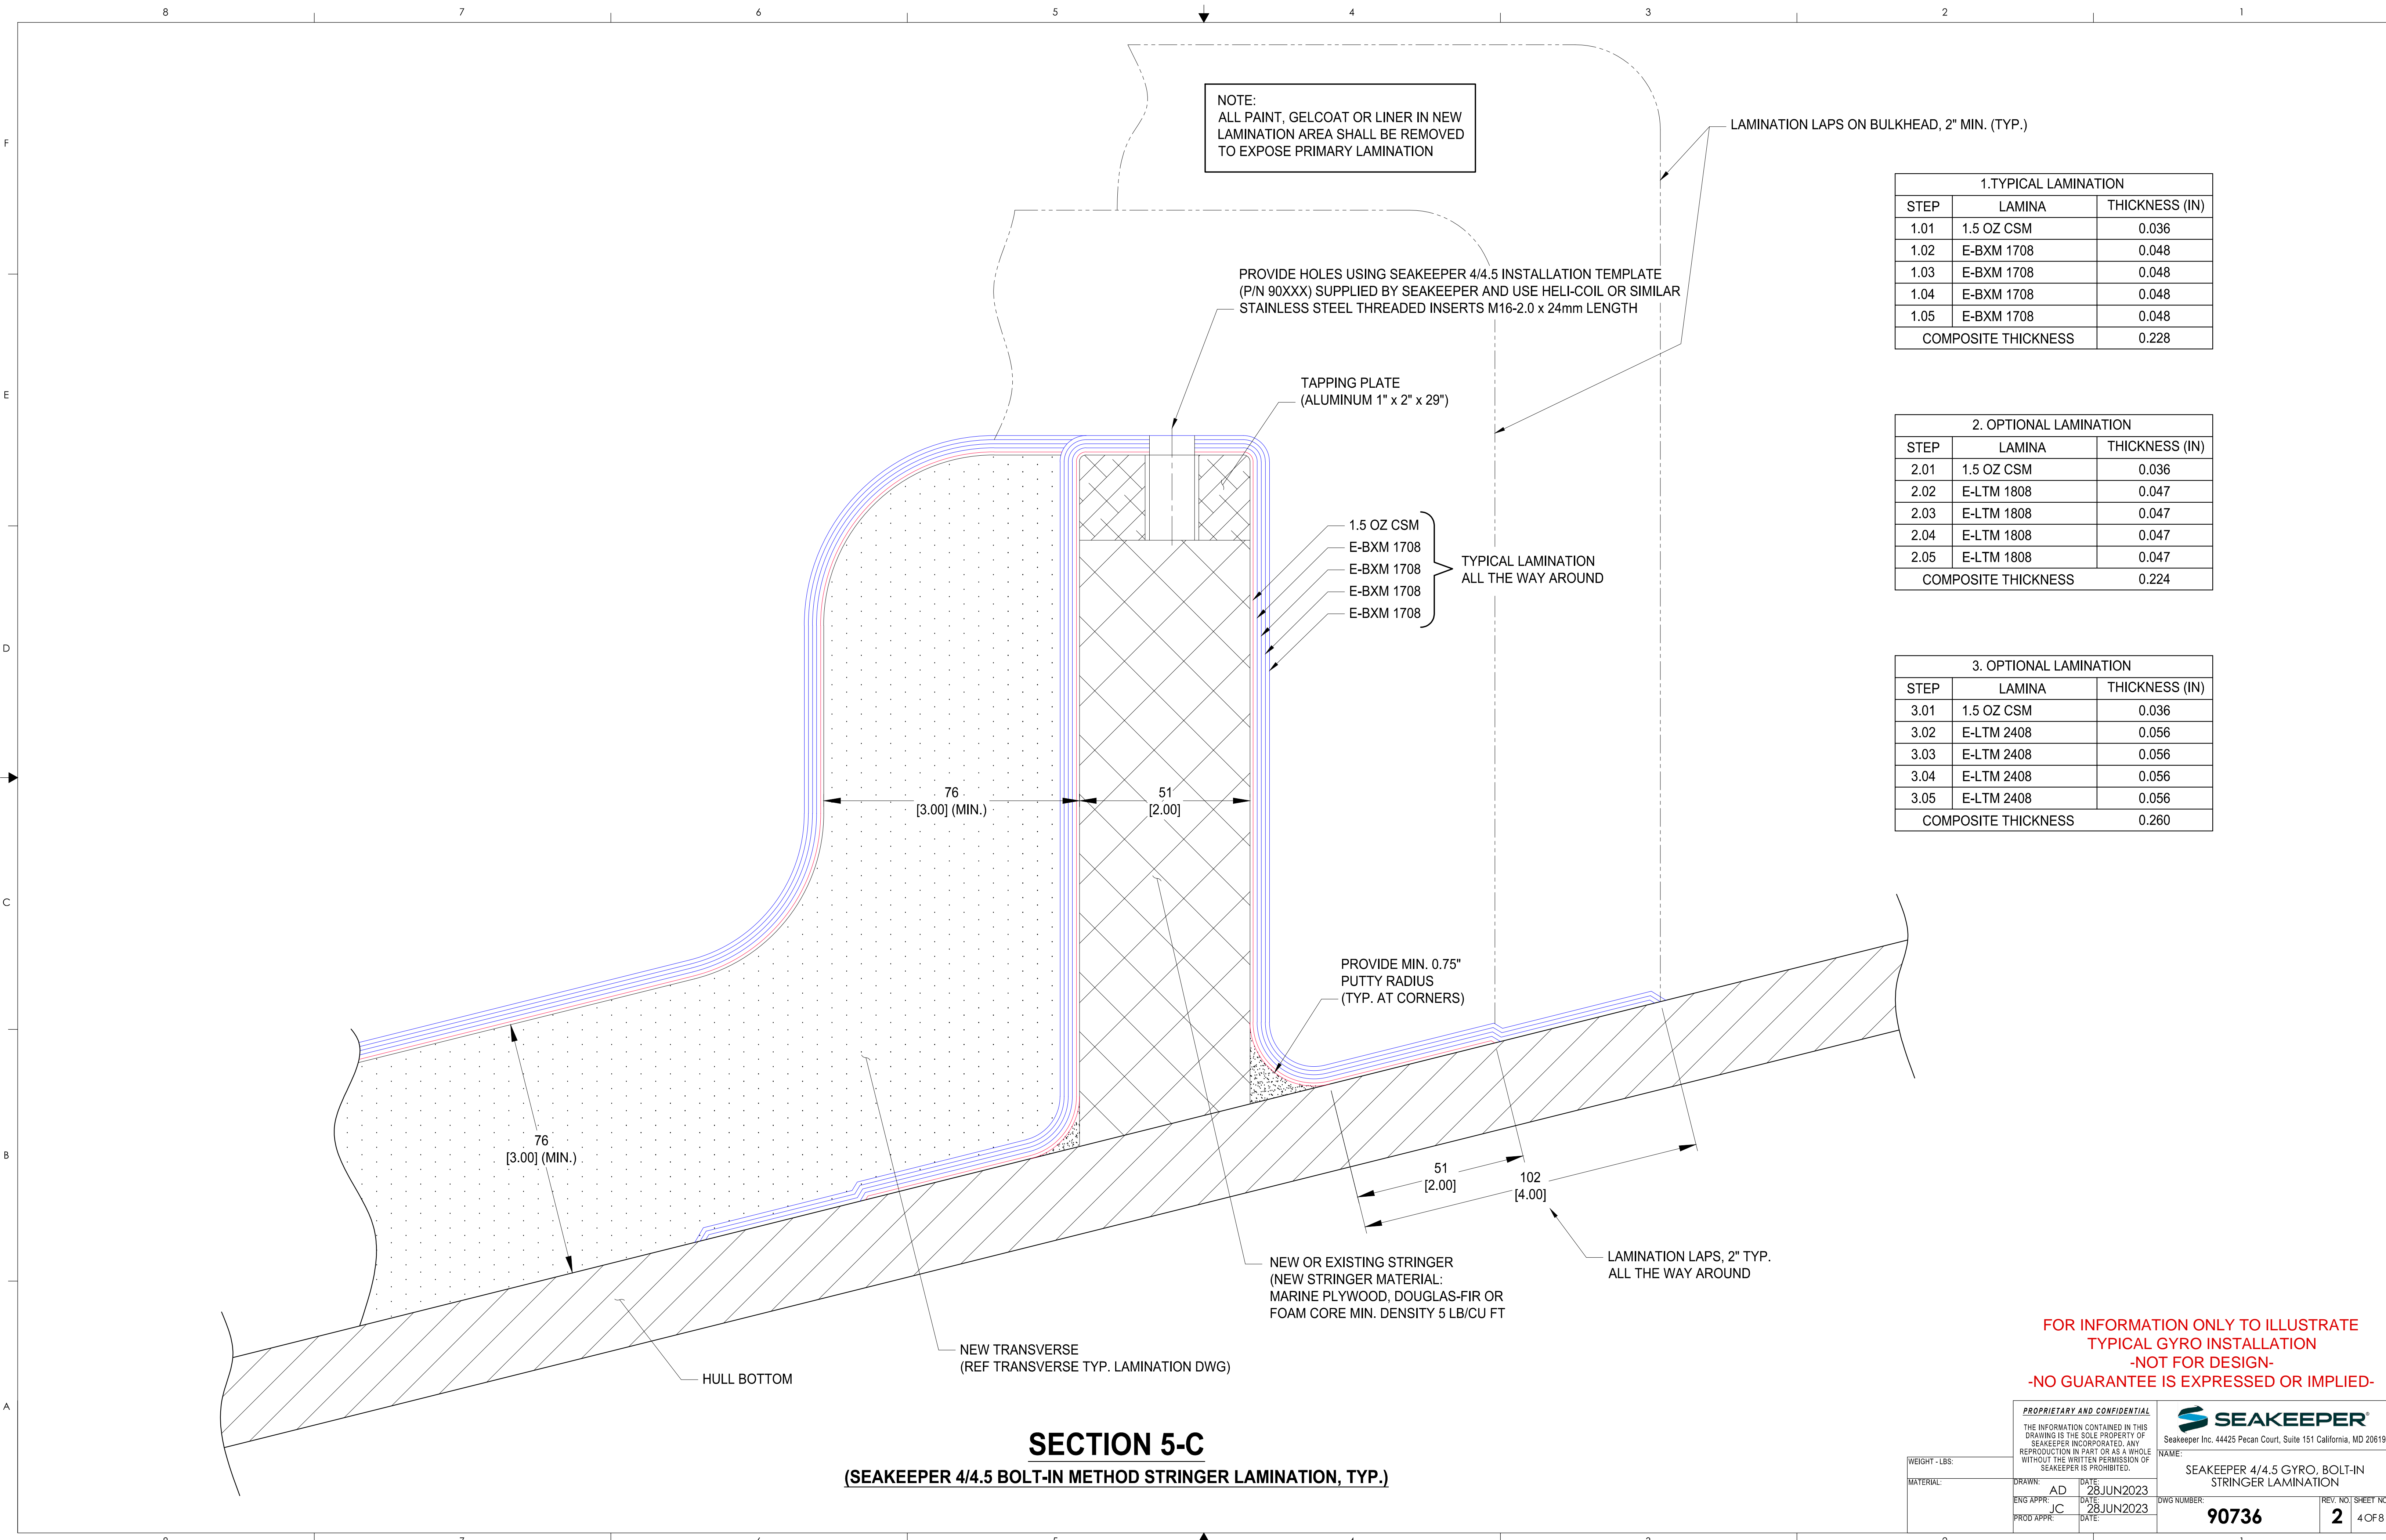 8 7 6 5 4 3 2 1
F
E
D
C
B
A
NOTE:
ALL PAINT, GELCOAT OR LINER IN NEW
LAMINATION AREA SHALL BE REMOVED
TO EXPOSE PRIMARY LAMINATION
LAMINATION LAPS ON BULKHEAD, 2" MIN. (TYP.)
PROVIDE HOLES USING SEAKEEPER 4/4.5 INSTALLATION TEMPLATE
(P/N 90XXX) SUPPLIED BY SEAKEEPER AND USE HELI-COIL OR SIMILAR
STAINLESS STEEL THREADED INSERTS M16-2.0 x 24mm LENGTH
TAPPING PLATE
(ALUMINUM 1" x 2" x 29")
1.5 OZ CSM
E-BXM 1708
E-BXM 1708
E-BXM 1708
E-BXM 1708
TYPICAL LAMINATION
ALL THE WAY AROUND
76
[3.00] (MIN.)
51
[2.00]
PROVIDE MIN. 0.75"
PUTTY RADIUS
(TYP. AT CORNERS)
76
[3.00] (MIN.)
51
[2.00]
102
[4.00]
LAMINATION LAPS, 2" TYP.
ALL THE WAY AROUND
NEW OR EXISTING STRINGER
(NEW STRINGER MATERIAL:
MARINE PLYWOOD, DOUGLAS-FIR OR
FOAM CORE MIN. DENSITY 5 LB/CU FT
NEW TRANSVERSE
(REF TRANSVERSE TYP. LAMINATION DWG)
HULL BOTTOM
SECTION 5-C
(SEAKEEPER 4/4.5 BOLT-IN METHOD STRINGER LAMINATION, TYP.)
1.TYPICAL LAMINATION
STEP LAMINA THICKNESS (IN)
1.01 1.5 OZ CSM 0.036
1.02 E-BXM 1708 0.048
1.03 E-BXM 1708 0.048
1.04 E-BXM 1708 0.048
1.05 E-BXM 1708 0.048
COMPOSITE THICKNESS 0.228
2. OPTIONAL LAMINATION
STEP LAMINA THICKNESS (IN)
2.01 1.5 OZ CSM 0.036
2.02 E-LTM 1808 0.047
2.03 E-LTM 1808 0.047
2.04 E-LTM 1808 0.047
2.05 E-LTM 1808 0.047
COMPOSITE THICKNESS 0.224
3. OPTIONAL LAMINATION
STEP LAMINA THICKNESS (IN)
3.01 1.5 OZ CSM 0.036
3.02 E-LTM 2408 0.056
3.03 E-LTM 2408 0.056
3.04 E-LTM 2408 0.056
3.05 E-LTM 2408 0.056
COMPOSITE THICKNESS 0.260
FOR INFORMATION ONLY TO ILLUSTRATE
TYPICAL GYRO INSTALLATION
-NOT FOR DESIGN-
-NO GUARANTEE IS EXPRESSED OR IMPLIED-
PROPRIETARY AND CONFIDENTIAL
THE INFORMATION CONTAINED IN THIS
DRAWING IS THE SOLE PROPERTY OF
SEAKEEPER INCORPORATED. ANY
REPRODUCTION IN PART OR AS A WHOLE
WITHOUT THE WRITTEN PERMISSION OF
SEAKEEPER IS PROHIBITED.
SEAKEEPER®
Seakeeper Inc. 44425 Pecan Court, Suite 151 California, MD 20619
WEIGHT - LBS:
MATERIAL:
NAME:
SEAKEEPER 4/4.5 GYRO, BOLT-IN
STRINGER LAMINATION
DRAWN: AD DATE: 28JUN2023
ENG APPR: JC DATE: 28JUN2023
PROD APPR: DATE:
DWG NUMBER: 90736
REV. NO. 2
SHEET NO. 4 OF 8